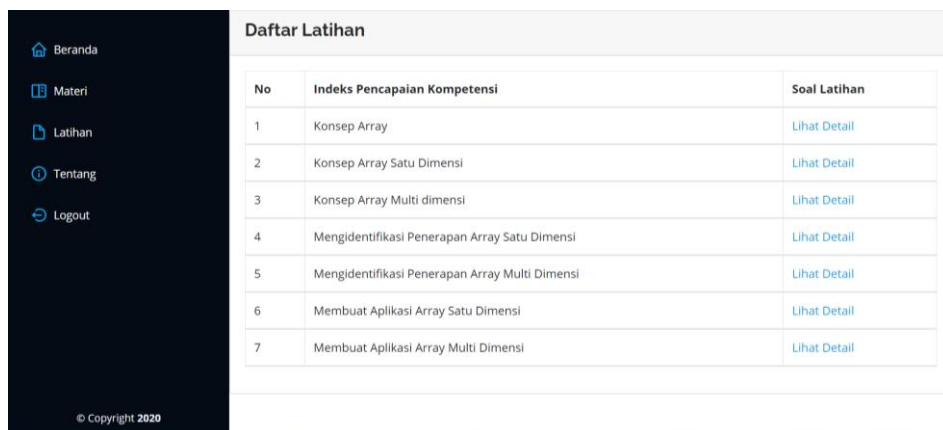 Beranda
Materi
Latihan
Tentang
Logout
© Copyright 2020
Daftar Latihan
No Indeks Pencapaian Kompetensi Soal Latihan
1 Konsep Array Lihat Detail
2 Konsep Array Satu Dimensi Lihat Detail
3 Konsep Array Multi dimensi Lihat Detail
4 Mengidentifikasi Penerapan Array Satu Dimensi Lihat Detail
5 Mengidentifikasi Penerapan Array Multi Dimensi Lihat Detail
6 Membuat Aplikasi Array Satu Dimensi Lihat Detail
7 Membuat Aplikasi Array Multi Dimensi Lihat Detail